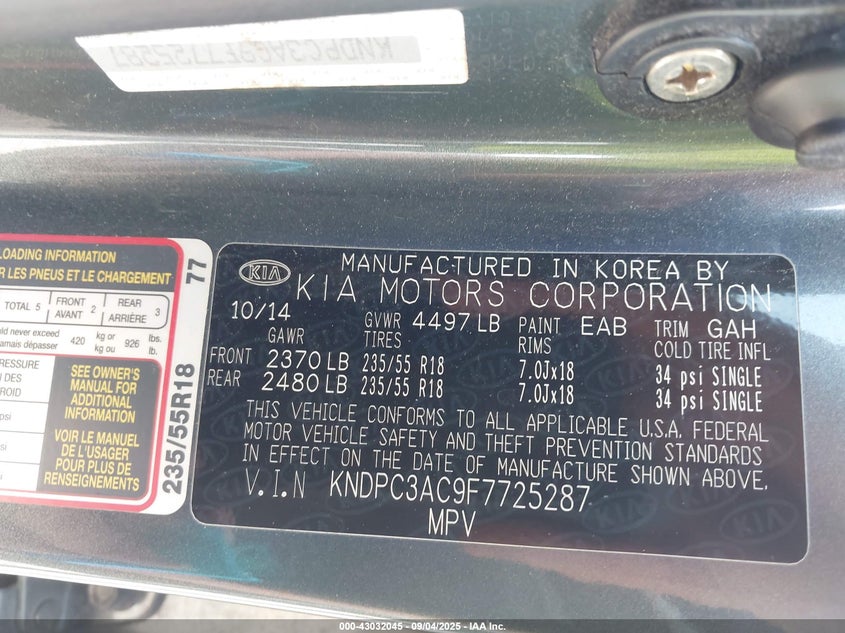 KNDPC3AC9F7725287
LOADING INFORMATION
R LES PNEUS ET LE CHARGEMENT
TOTAL 5
FRONT
AVANT 2
REAR
ARRIÈRE 3
uld never exceed
amais dépasser
420
kg or
kg ou
926
lbs.
lb.
PRESSURE
N DES
ROID
psi
psi
SEE OWNER'S
MANUAL FOR
ADDITIONAL
INFORMATION
VOIR LE MANUEL
DE L'USAGER
POUR PLUS DE
RENSEIGNEMENTS
77
235/55R18
KIA
MANUFACTURED IN KOREA BY
KIA MOTORS CORPORATION
10/14 GVWR 4497 LB PAINT EAB TRIM GAH
GAWR TIRES RIMS COLD TIRE INFL
FRONT 2370 LB 235/55 R18 7.0Jx18 34 psi SINGLE
REAR 2480 LB 235/55 R18 7.0Jx18 34 psi SINGLE
THIS VEHICLE CONFORMS TO ALL APPLICABLE U.S.A. FEDERAL
MOTOR VEHICLE SAFETY AND THEFT PREVENTION STANDARDS
IN EFFECT ON THE DATE OF MANUFACTURE SHOWN ABOVE.
V.I.N KNDPC3AC9F7725287
MPV
000-43032045 - 09/04/2025 - IAA Inc.